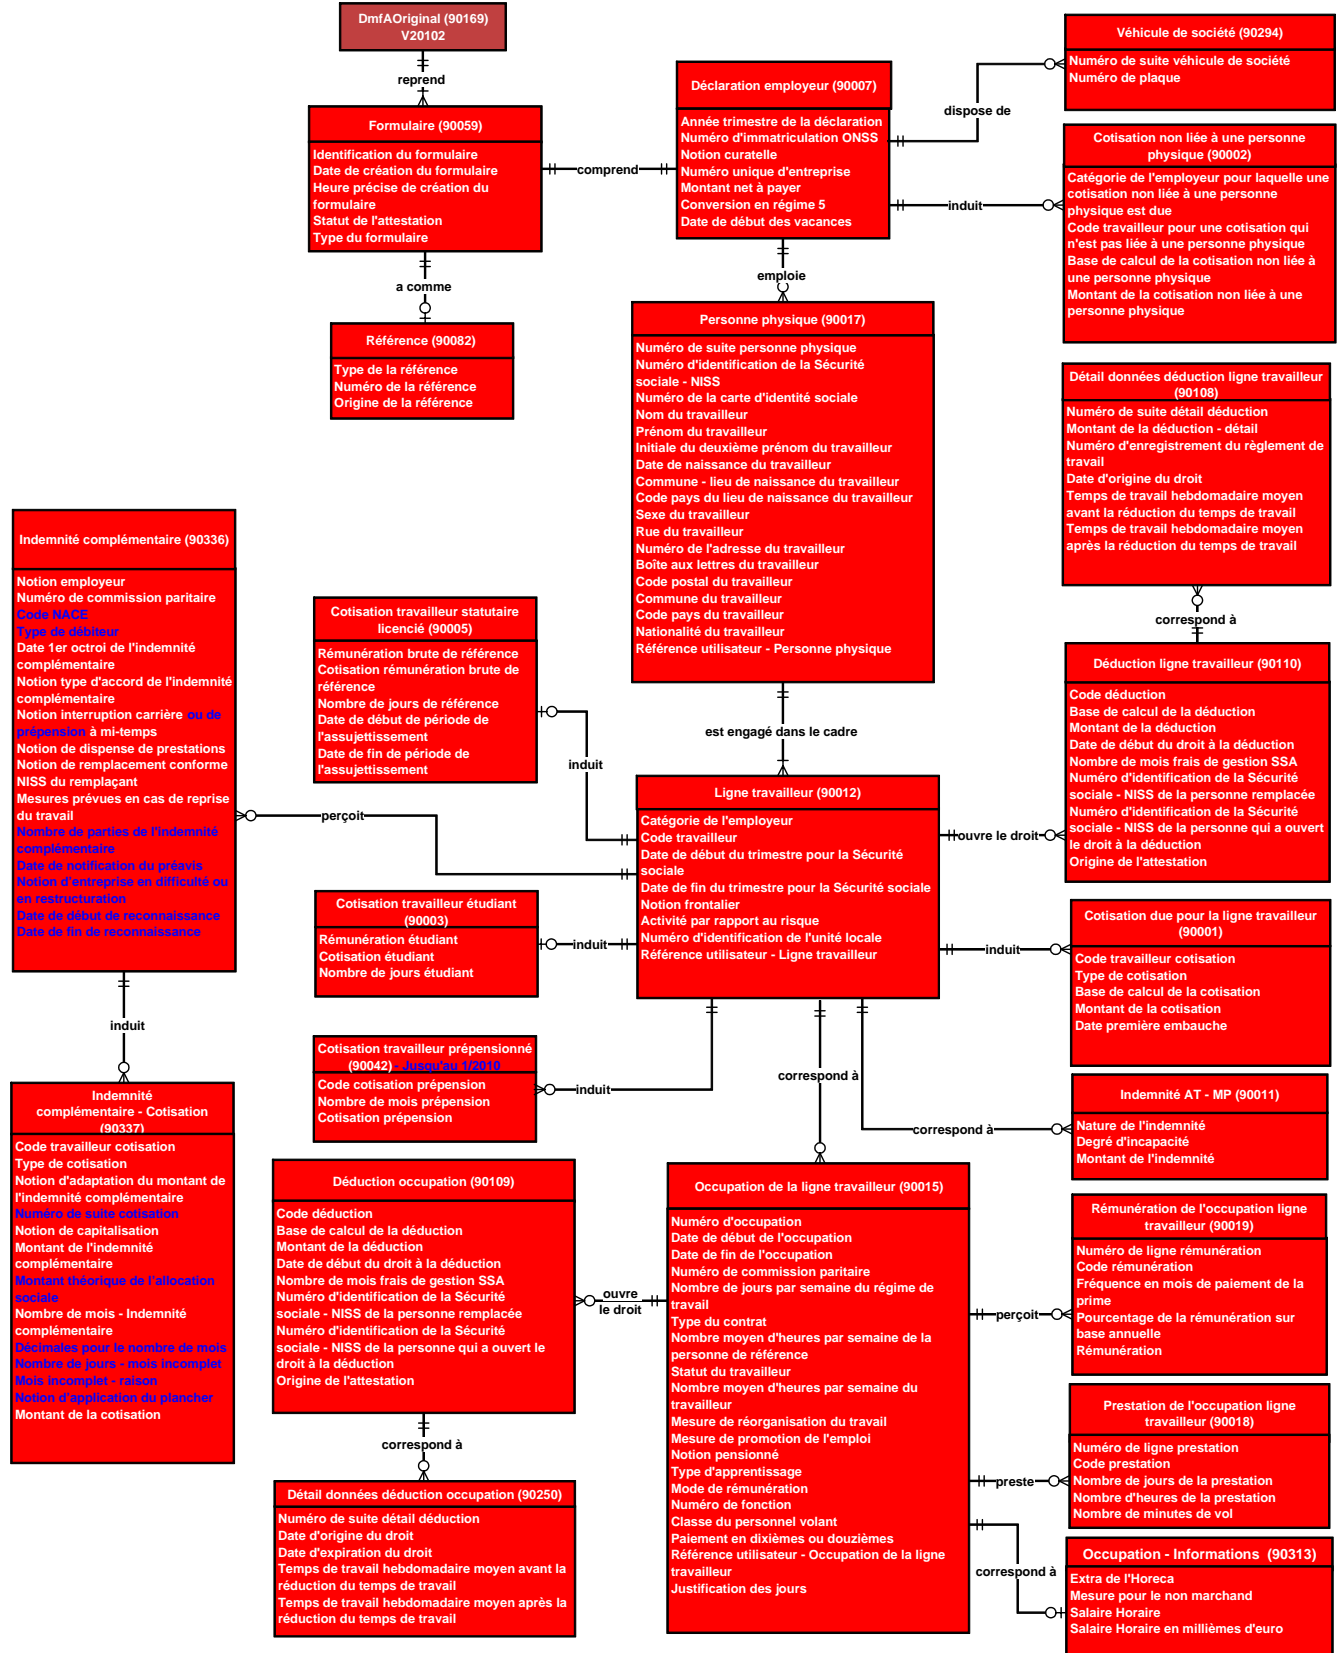 DmfAOriginal (90169)
V20102
reprend
Formulaire (90059)
Identification du formulaire
Date de création du formulaire
Heure précise de création du
formulaire
Statut de l'attestation
Type du formulaire
comprend
a comme
Référence (90082)
Type de la référence
Numéro de la référence
Origine de la référence
Déclaration employeur (90007)
Année trimestre de la déclaration
Numéro d'immatriculation ONSS
Notion curatelle
Numéro unique d'entreprise
Montant net à payer
Conversion en régime 5
Date de début des vacances
dispose de
induit
emploie
Véhicule de société (90294)
Numéro de suite véhicule de société
Numéro de plaque
Cotisation non liée à une personne
physique (90002)
Catégorie de l'employeur pour laquelle une
cotisation non liée à une personne
physique est due
Code travailleur pour une cotisation qui
n'est pas liée à une personne physique
Base de calcul de la cotisation non liée à
une personne physique
Montant de la cotisation non liée à une
personne physique
Personne physique (90017)
Numéro de suite personne physique
Numéro d'identification de la Sécurité
sociale - NISS
Numéro de la carte d'identité sociale
Nom du travailleur
Prénom du travailleur
Initiale du deuxième prénom du travailleur
Date de naissance du travailleur
Commune - lieu de naissance du travailleur
Code pays du lieu de naissance du travailleur
Sexe du travailleur
Rue du travailleur
Numéro de l'adresse du travailleur
Boîte aux lettres du travailleur
Code postal du travailleur
Commune du travailleur
Code pays du travailleur
Nationalité du travailleur
Référence utilisateur - Personne physique
est engagé dans le cadre
Détail données déduction ligne travailleur
(90108)
Numéro de suite détail déduction
Montant de la déduction - détail
Numéro d'enregistrement du règlement de
travail
Date d'origine du droit
Temps de travail hebdomadaire moyen
avant la réduction du temps de travail
Temps de travail hebdomadaire moyen
après la réduction du temps de travail
correspond à
Déduction ligne travailleur (90110)
Code déduction
Base de calcul de la déduction
Montant de la déduction
Date de début du droit à la déduction
Nombre de mois frais de gestion SSA
Numéro d'identification de la Sécurité
sociale - NISS de la personne remplacée
Numéro d'identification de la Sécurité
sociale - NISS de la personne qui a ouvert
le droit à la déduction
Origine de l'attestation
Indemnité complémentaire (90336)
Notion employeur
Numéro de commission paritaire
Code NACE
Type de débiteur
Date 1er octroi de l'indemnité
complémentaire
Notion type d'accord de l'indemnité
complémentaire
Notion interruption carrière ou de
prépension à mi-temps
Notion de dispense de prestations
Notion de remplacement conforme
NISS du remplaçant
Mesures prévues en cas de reprise
du travail
Nombre de parties de l'indemnité
complémentaire
Date de notification du préavis
Notion d'entreprise en difficulté ou
en restructuration
Date de début de reconnaissance
Date de fin de reconnaissance
perçoit
induit
Cotisation travailleur statutaire
licencié (90005)
Rémunération brute de référence
Cotisation rémunération brute de
référence
Nombre de jours de référence
Date de début de période de
l'assujettissement
Date de fin de période de
l'assujettissement
induit
Ligne travailleur (90012)
Catégorie de l'employeur
Code travailleur
Date de début du trimestre pour la Sécurité
sociale
Date de fin du trimestre pour la Sécurité sociale
Notion frontalier
Activité par rapport au risque
Numéro d'identification de l'unité locale
Référence utilisateur - Ligne travailleur
ouvre le droit
induit
Cotisation travailleur étudiant
(90003)
Rémunération étudiant
Cotisation étudiant
Nombre de jours étudiant
induit
Cotisation due pour la ligne travailleur
(90001)
Code travailleur cotisation
Type de cotisation
Base de calcul de la cotisation
Montant de la cotisation
Date première embauche
Cotisation travailleur prépensionné
(90042) - Jusqu'au 1/2010
Code cotisation prépension
Nombre de mois prépension
Cotisation prépension
induit
correspond à
correspond à
Indemnité AT - MP (90011)
Nature de l'indemnité
Degré d'incapacité
Montant de l'indemnité
Indemnité
complémentaire - Cotisation
(90337)
Code travailleur cotisation
Type de cotisation
Notion d'adaptation du montant de
l'indemnité complémentaire
Numéro de suite cotisation
Notion de capitalisation
Montant de l'indemnité
complémentaire
Montant théorique de l'allocation
sociale
Nombre de mois - Indemnité
complémentaire
Décimales pour le nombre de mois
Nombre de jours - mois incomplet
Mois incomplet - raison
Notion d'application du plancher
Montant de la cotisation
Déduction occupation (90109)
Code déduction
Base de calcul de la déduction
Montant de la déduction
Date de début du droit à la déduction
Nombre de mois frais de gestion SSA
Numéro d'identification de la Sécurité
sociale - NISS de la personne remplacée
Numéro d'identification de la Sécurité
sociale - NISS de la personne qui a ouvert le
droit à la déduction
Origine de l'attestation
ouvre
le droit
correspond à
Détail données déduction occupation (90250)
Numéro de suite détail déduction
Date d'origine du droit
Date d'expiration du droit
Temps de travail hebdomadaire moyen avant la
réduction du temps de travail
Temps de travail hebdomadaire moyen après la
réduction du temps de travail
Occupation de la ligne travailleur (90015)
Numéro d'occupation
Date de début de l'occupation
Date de fin de l'occupation
Numéro de commission paritaire
Nombre de jours par semaine du régime de
travail
Type du contrat
Nombre moyen d'heures par semaine de la
personne de référence
Statut du travailleur
Nombre moyen d'heures par semaine du
travailleur
Mesure de réorganisation du travail
Mesure de promotion de l'emploi
Notion pensionné
Type d'apprentissage
Mode de rémunération
Numéro de fonction
Classe du personnel volant
Paiement en dixièmes ou douzièmes
Référence utilisateur - Occupation de la ligne
travailleur
Justification des jours
perçoit
preste
correspond à
Rémunération de l'occupation ligne
travailleur (90019)
Numéro de ligne rémunération
Code rémunération
Fréquence en mois de paiement de la
prime
Pourcentage de la rémunération sur
base annuelle
Rémunération
Prestation de l'occupation ligne
travailleur (90018)
Numéro de ligne prestation
Code prestation
Nombre de jours de la prestation
Nombre d'heures de la prestation
Nombre de minutes de vol
Occupation - Informations (90313)
Extra de l'Horeca
Mesure pour le non marchand
Salaire Horaire
Salaire Horaire en millièmes d'euro